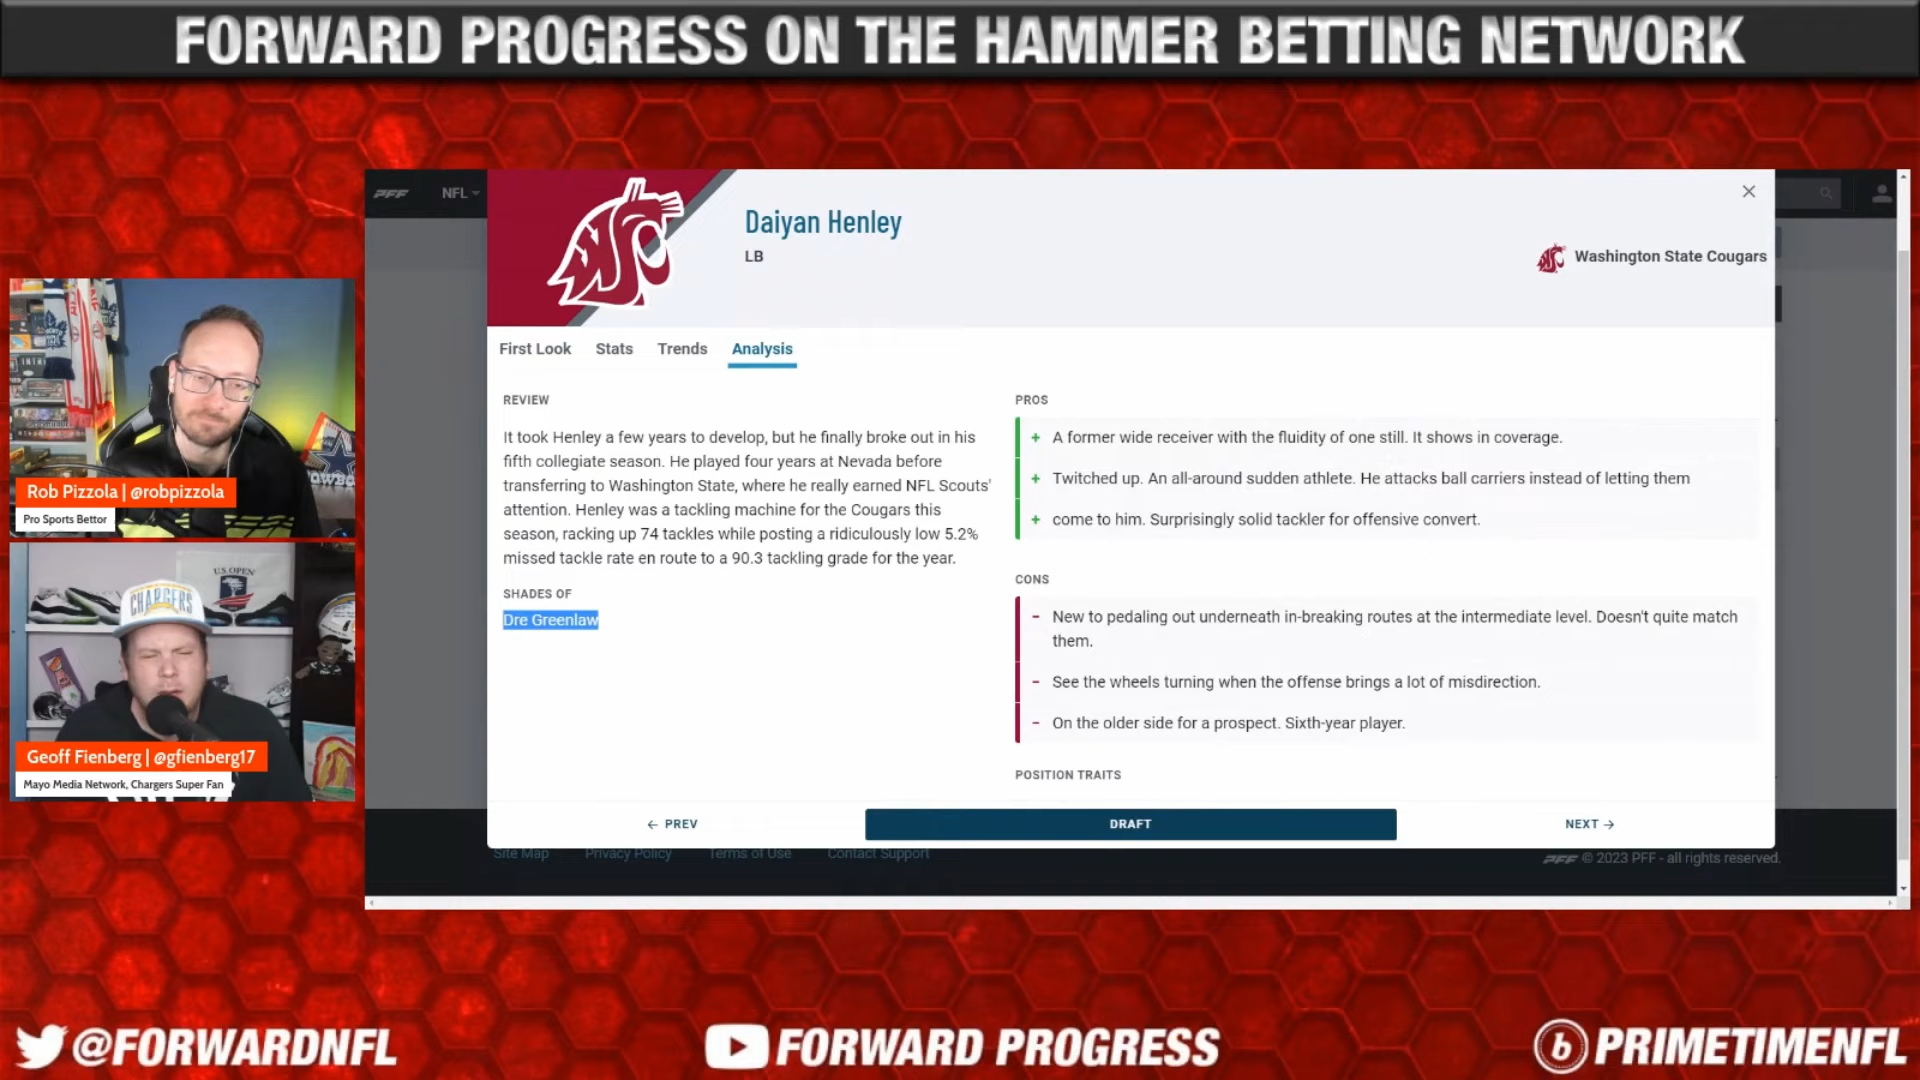 FORWARD PROGRESS ON THE HAMMER BETTING NETWORK
PFF
NFL
Daiyan Henley
LB
Washington State Cougars
First Look
Stats
Trends
Analysis
REVIEW
It took Henley a few years to develop, but he finally broke out in his
fifth collegiate season. He played four years at Nevada before
transferring to Washington State, where he really earned NFL Scouts'
attention. Henley was a tackling machine for the Cougars this
season, racking up 74 tackles while posting a ridiculously low 5.2%
missed tackle rate en route to a 90.3 tackling grade for the year.
SHADES OF
Dre Greenlaw
PROS
+ A former wide receiver with the fluidity of one still. It shows in coverage.
+ Twitched up. An all-around sudden athlete. He attacks ball carriers instead of letting them
+ come to him. Surprisingly solid tackler for offensive convert.
CONS
- New to pedaling out underneath in-breaking routes at the intermediate level. Doesn't quite match
them.
- See the wheels turning when the offense brings a lot of misdirection.
- On the older side for a prospect. Sixth-year player.
POSITION TRAITS
← PREV
DRAFT
NEXT →
Site Map
Privacy Policy
Terms of Use
Contact Support
PFF © 2023 PFF - all rights reserved.
Rob Pizzola | @robpizzola
Pro Sports Bettor
U.S. OPEN
CHARGERS
Geoff Fienberg | @gfienberg17
Mayo Media Network, Chargers Super Fan
@FORWARDNFL
FORWARD PROGRESS
b PRIMETIMENFL